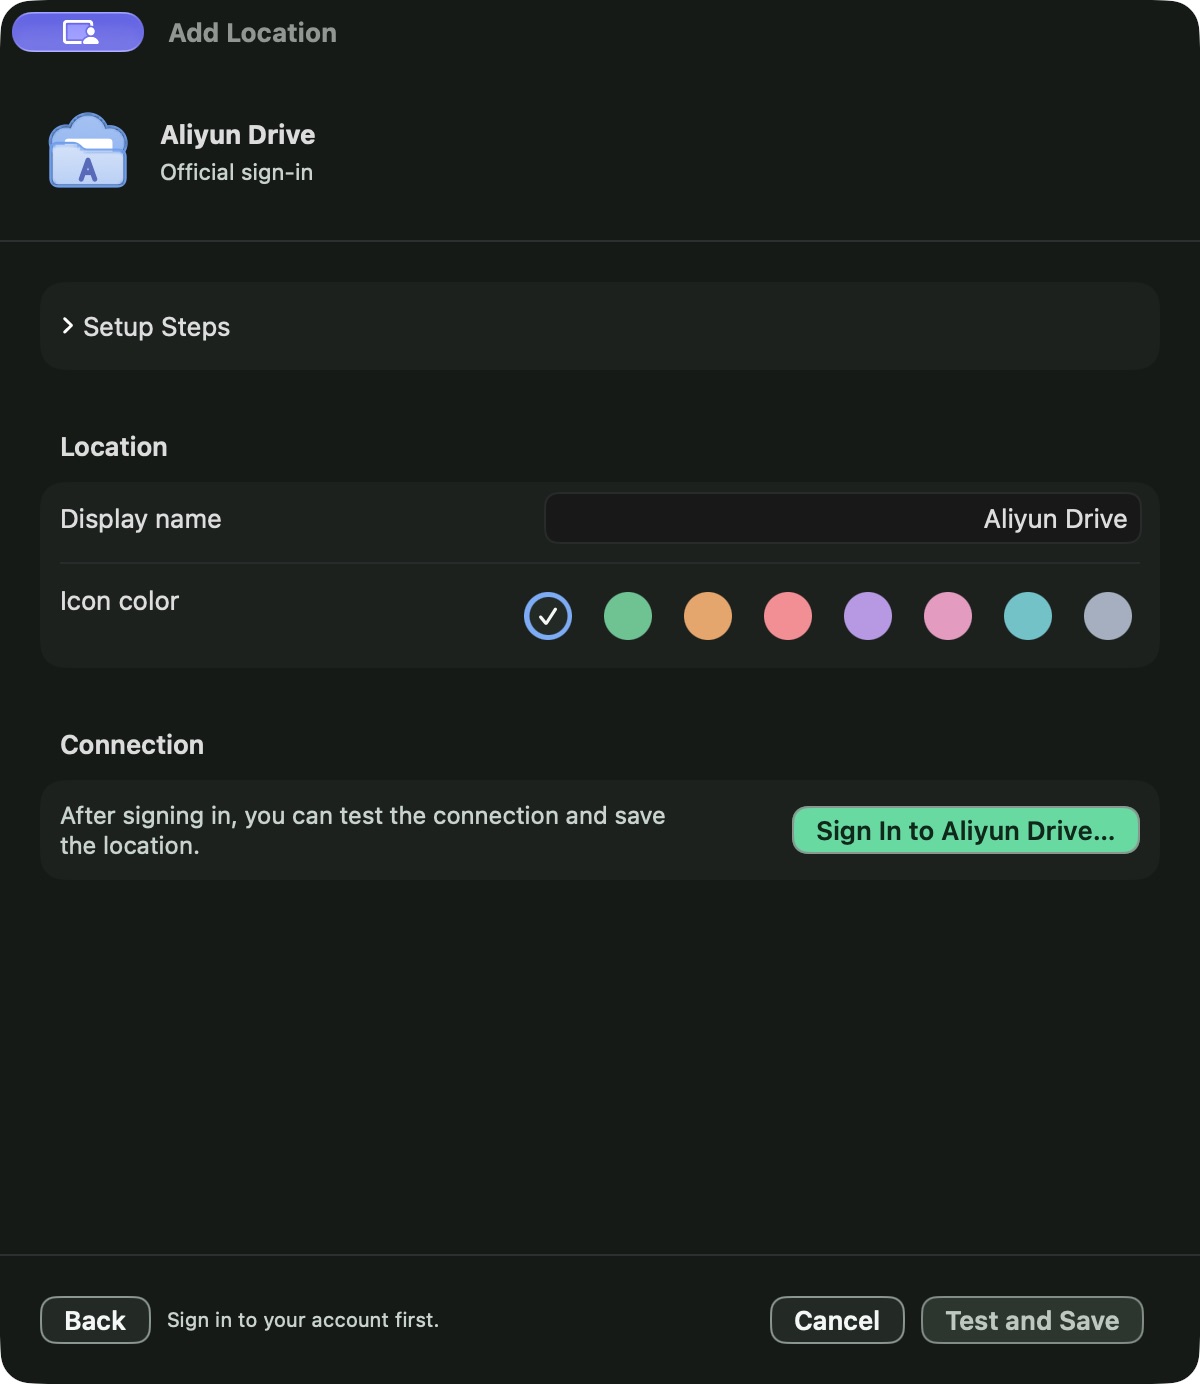 Add Location
Aliyun Drive
Official sign-in
Setup Steps
Location
Display name
Aliyun Drive
Icon color
Connection
After signing in, you can test the connection and save
the location.
Sign In to Aliyun Drive...
Back
Sign in to your account first.
Cancel
Test and Save